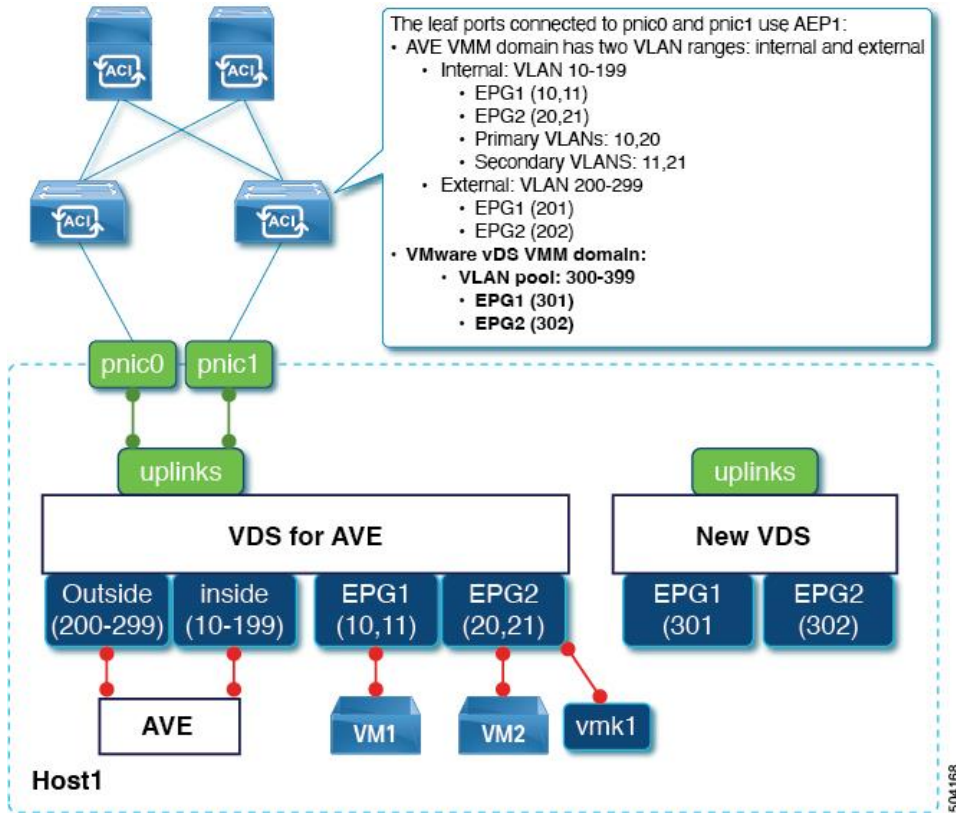 ACI
ACI
The leaf ports connected to pnic0 and pnic1 use AEP1:
• AVE VMM domain has two VLAN ranges: internal and external
• Internal: VLAN 10-199
• EPG1 (10,11)
• EPG2 (20,21)
• Primary VLANs: 10,20
• Secondary VLANS: 11,21
• External: VLAN 200-299
• EPG1 (201)
• EPG2 (202)
• VMware vDS VMM domain:
• VLAN pool: 300-399
• EPG1 (301)
• EPG2 (302)
ACI
ACI
pnic0
pnic1
uplinks
uplinks
VDS for AVE
New VDS
Outside
(200-299)
inside
(10-199)
EPG1
(10,11)
EPG2
(20,21)
EPG1
(301
EPG2
(302)
AVE
VM1
VM2
vmk1
Host1
504168